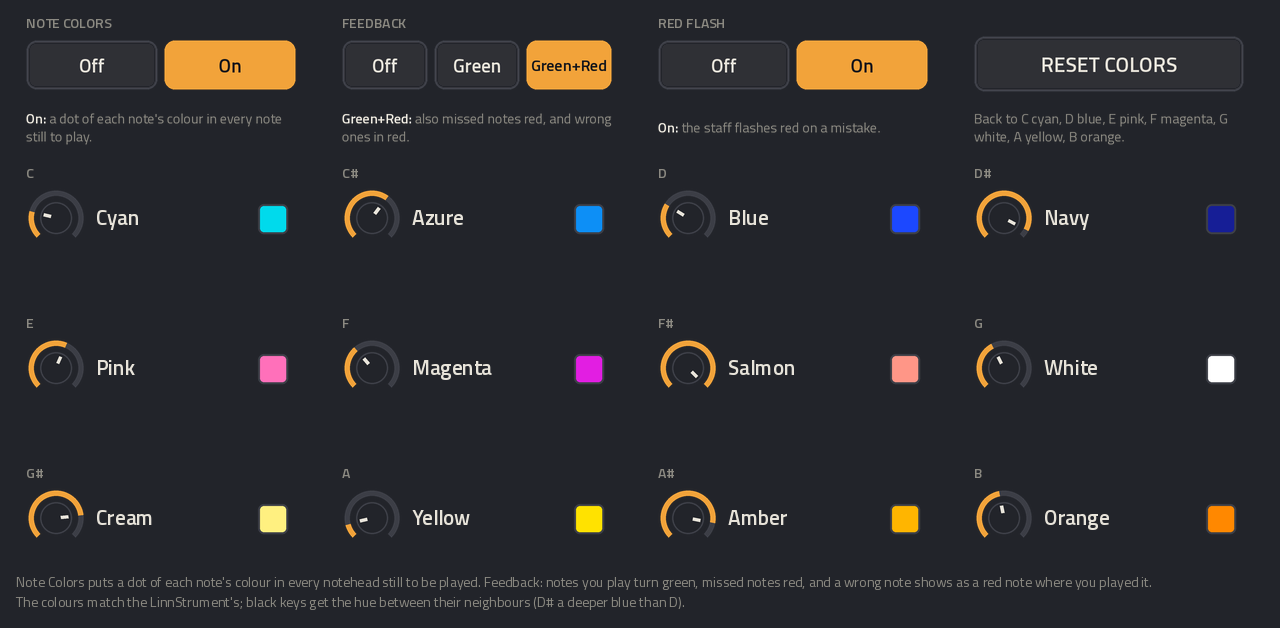 NOTE COLORS
Off
On
On: a dot of each note's colour in every note
still to play.
FEEDBACK
Off
Green
Green+Red
Green+Red: also missed notes red, and wrong
ones in red.
RED FLASH
Off
On
On: the staff flashes red on a mistake.
RESET COLORS
Back to C cyan, D blue, E pink, F magenta, G
white, A yellow, B orange.
C
Cyan
C#
Azure
D
Blue
D#
Navy
E
Pink
F
Magenta
F#
Salmon
G
White
G#
Cream
A
Yellow
A#
Amber
B
Orange
Note Colors puts a dot of each note's colour in every notehead still to be played. Feedback: notes you play turn green, missed notes red, and a wrong note shows as a red note where you played it.
The colours match the LinnStrument's; black keys get the hue between their neighbours (D# a deeper blue than D).